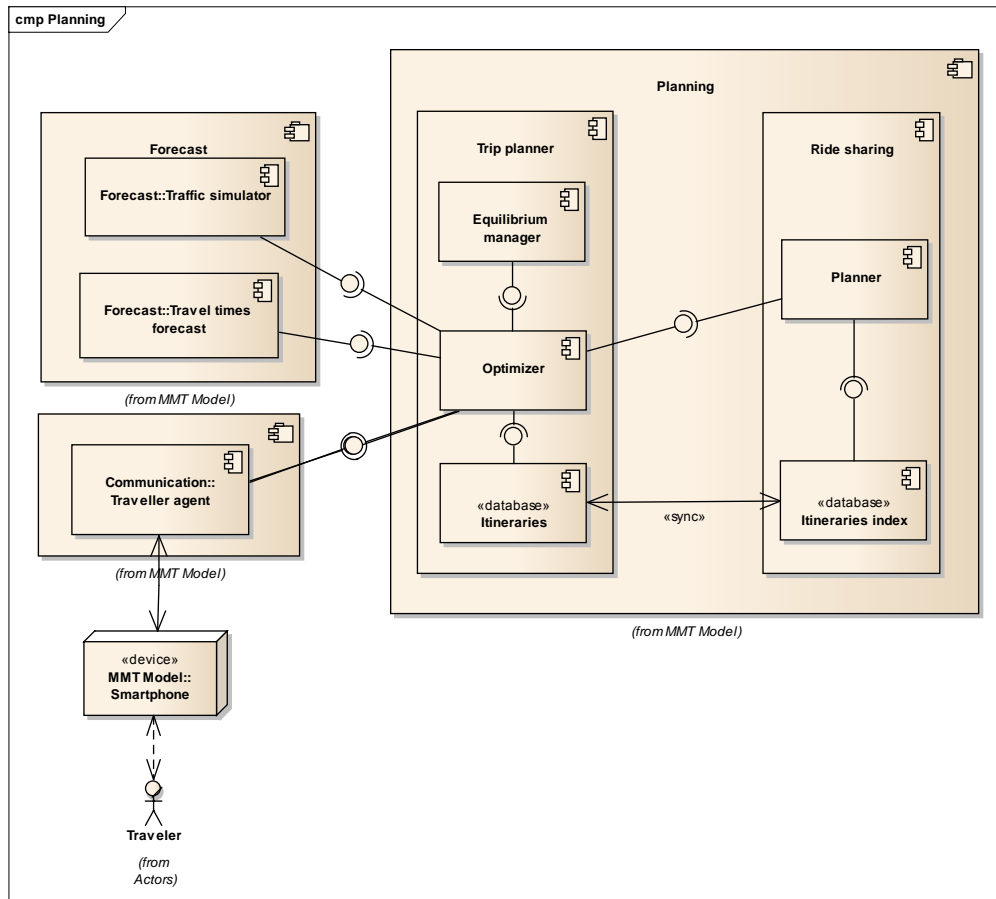 cmp Planning
Planning
Forecast
Forecast::Traffic simulator
Forecast::Travel times
forecast
(from MMT Model)
Trip planner
Equilibrium
manager
Optimizer
«database»
Itineraries
Ride sharing
Planner
«database»
Itineraries index
«sync»
(from MMT Model)
Communication::
Traveller agent
(from MMT Model)
«device»
MMT Model::
Smartphone
Traveler
(from
Actors)